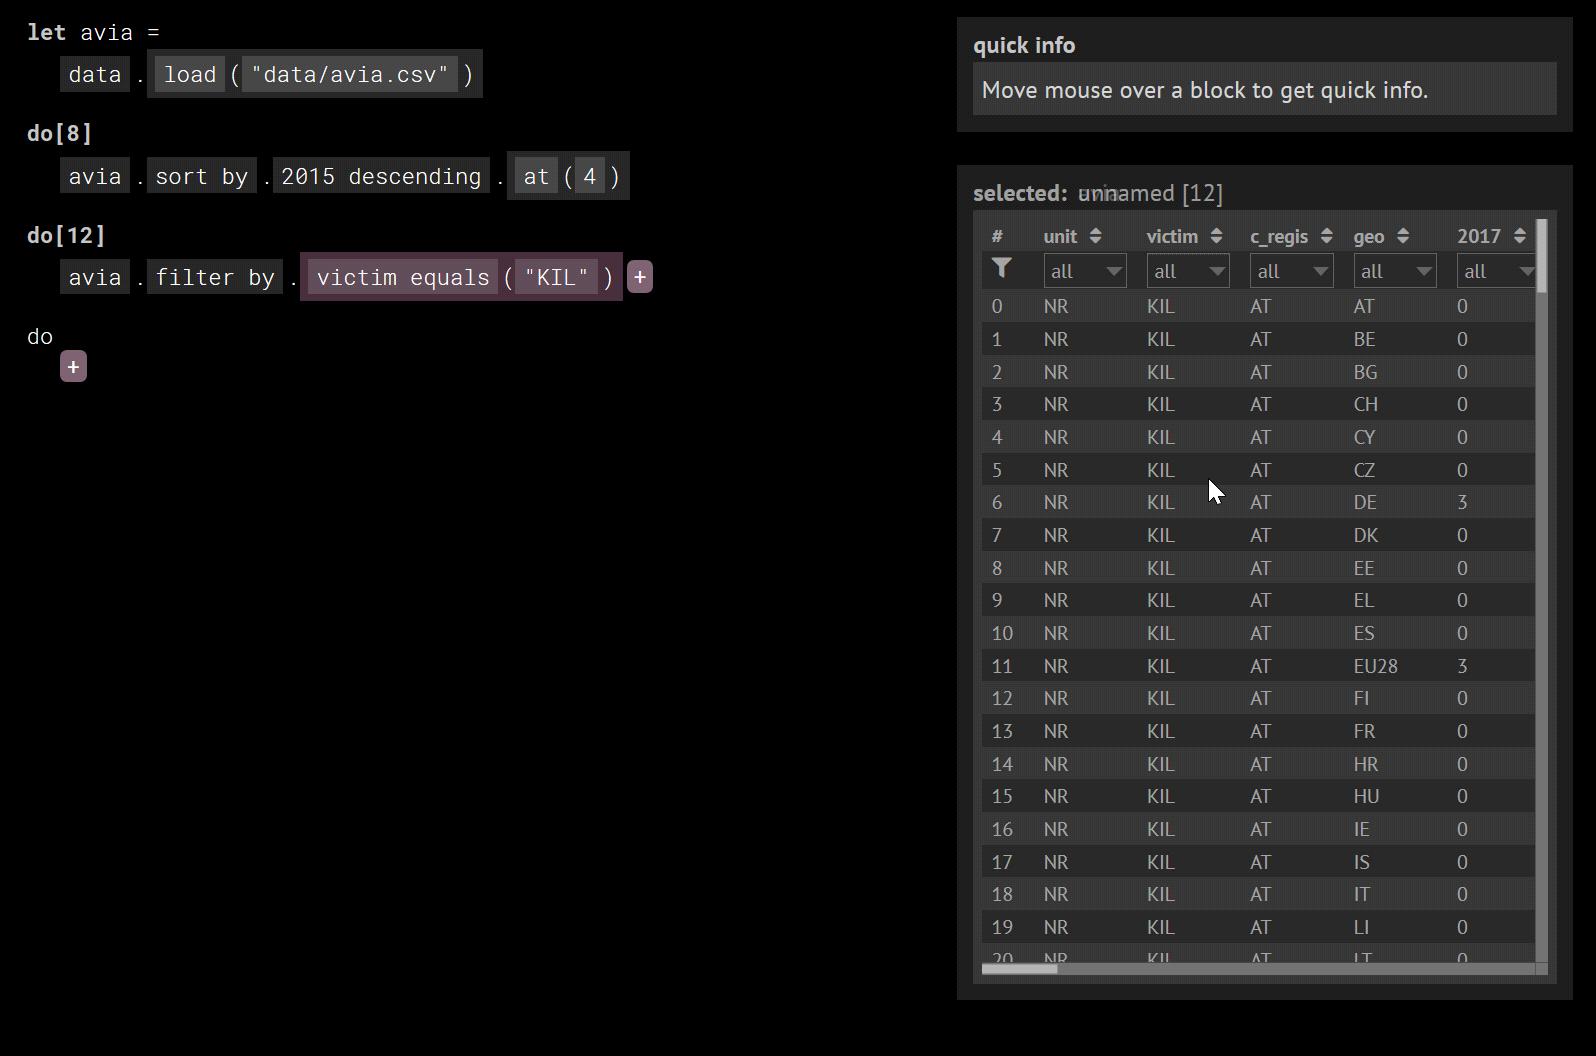 let avia =
data . load ( "data/avia.csv" )
do[8]
avia . sort by . 2015 descending . at ( 4 )
do[12]
avia . filter by . victim equals ( "KIL" ) +
do
+
quick info
Move mouse over a block to get quick info.
selected: [12]
# unit victim c_regis geo 2017
all all all all all
0 NR KIL AT AT 0
1 NR KIL AT BE 0
2 NR KIL AT BG 0
3 NR KIL AT CH 0
4 NR KIL AT CY 0
5 NR KIL AT CZ 0
6 NR KIL AT DE 3
7 NR KIL AT DK 0
8 NR KIL AT EE 0
9 NR KIL AT EL 0
10 NR KIL AT ES 0
11 NR KIL AT EU28 3
12 NR KIL AT FI 0
13 NR KIL AT FR 0
14 NR KIL AT HR 0
15 NR KIL AT HU 0
16 NR KIL AT IE 0
17 NR KIL AT IS 0
18 NR KIL AT IT 0
19 NR KIL AT LI 0
20 NR KIL AT LT 0